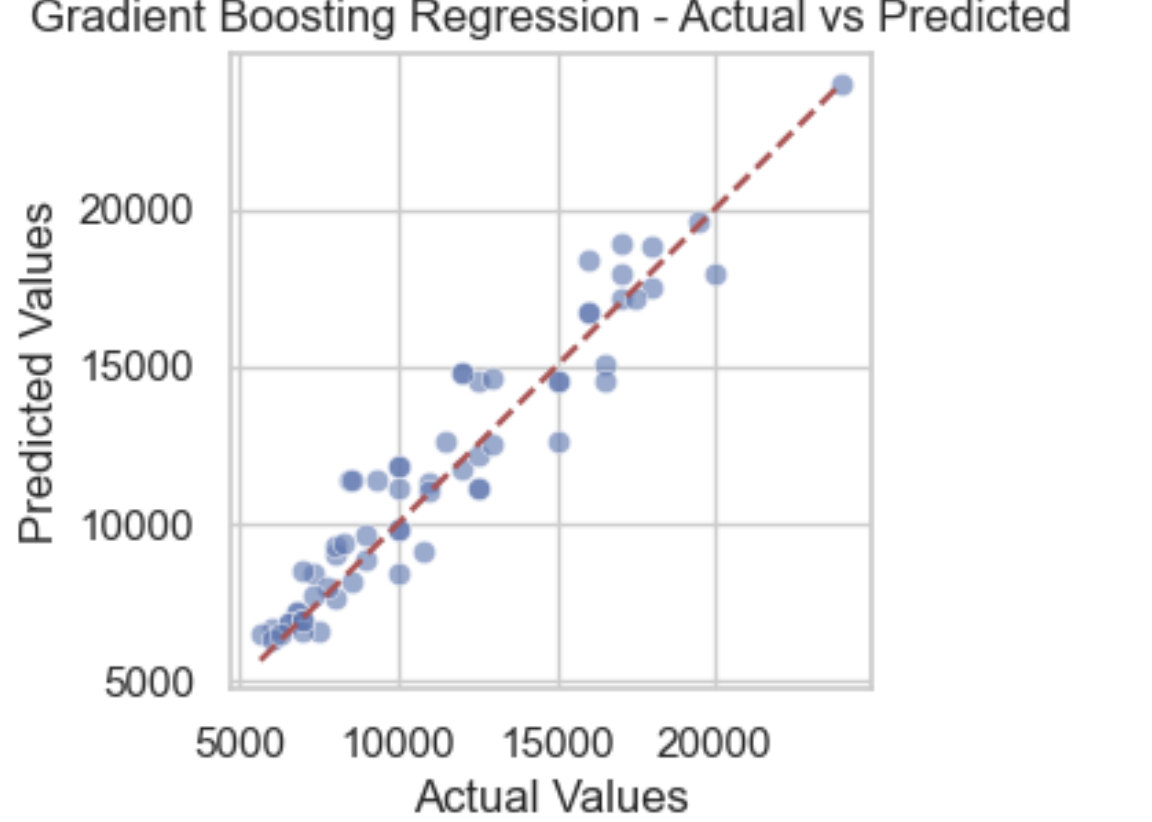 Gradient Boosting Regression - Actual vs Predicted
Predicted Values
20000
15000
10000
5000
5000 10000 15000 20000
Actual Values